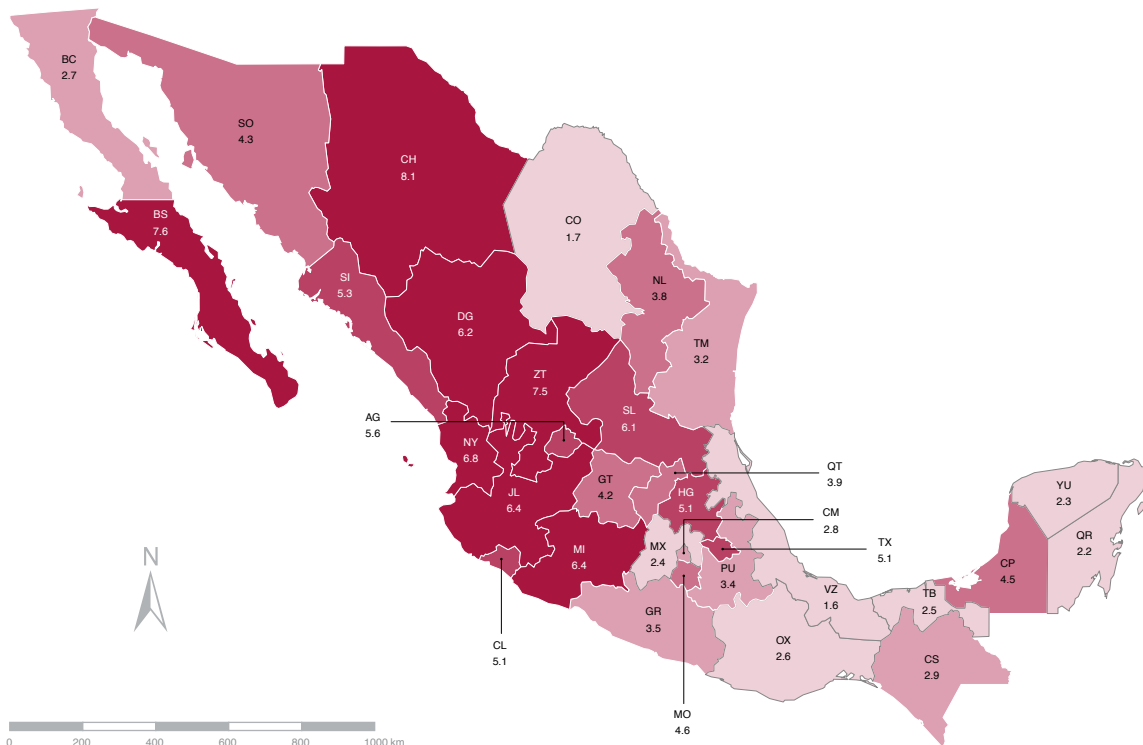 BC
2.7
SO
4.3
CH
8.1
BS
7.6
CO
1.7
SI
5.3
NL
3.8
DG
6.2
TM
3.2
ZT
7.5
AG
5.6
SL
6.1
NY
6.8
QT
3.9
GT
4.2
HG
5.1
JL
6.4
YU
2.3
CM
2.8
QR
2.2
TX
5.1
MX
2.4
MI
6.4
PU
3.4
CP
4.5
N
VZ
1.6
TB
2.5
GR
3.5
OX
2.6
CL
5.1
CS
2.9
MO
4.6
0 200 400 600 800 1000 km